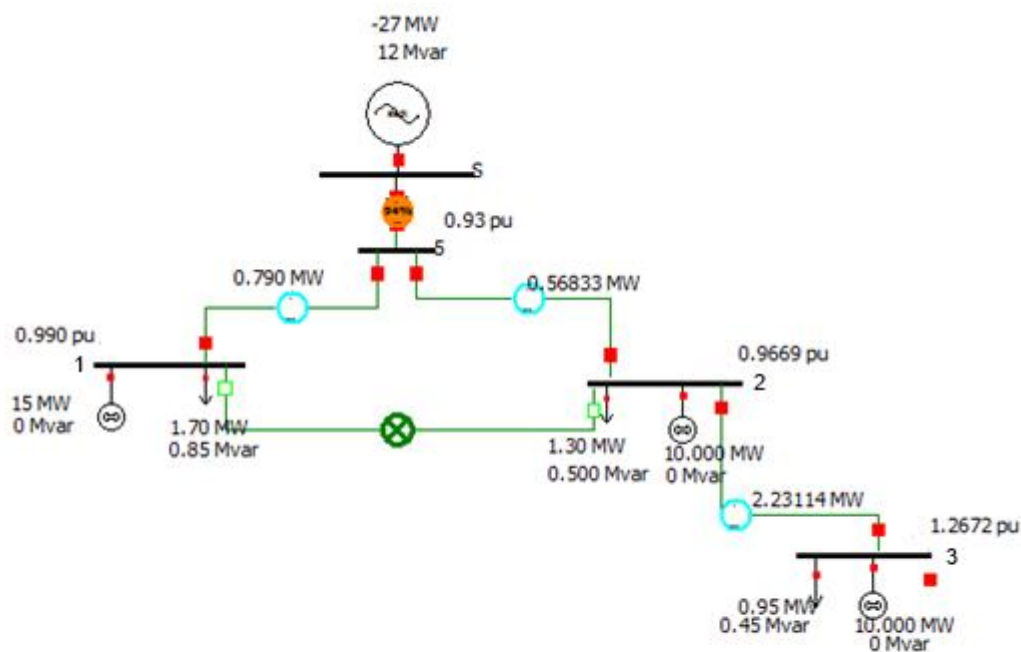 -27 MW
12 Mvar
S
0.93 pu
5
0.790 MW
0.56833 MW
0.990 pu
1
0.9669 pu
2
15 MW
0 Mvar
1.70 MW
0.85 Mvar
1.30 MW
0.500 Mvar
10.000 MW
0 Mvar
2.23114 MW
1.2672 pu
3
0.95 MW
0.45 Mvar
10.000 MW
0 Mvar